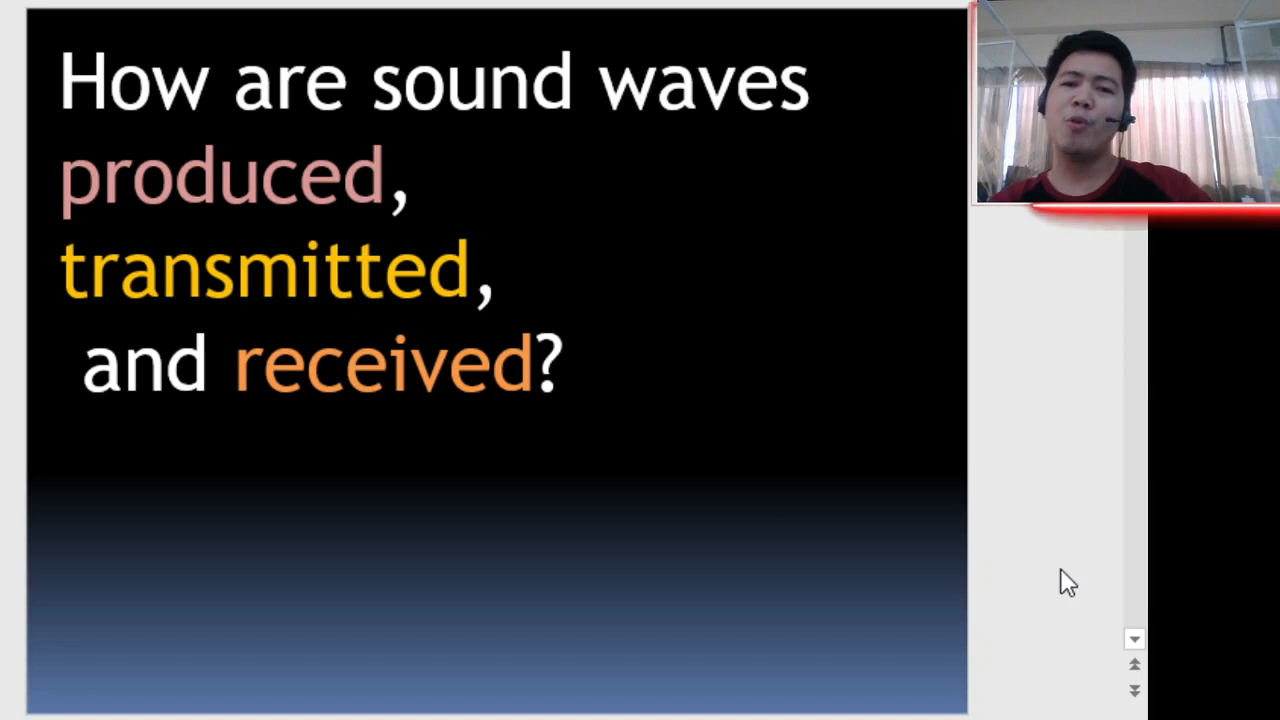 How are sound waves
produced,
transmitted,
and received?